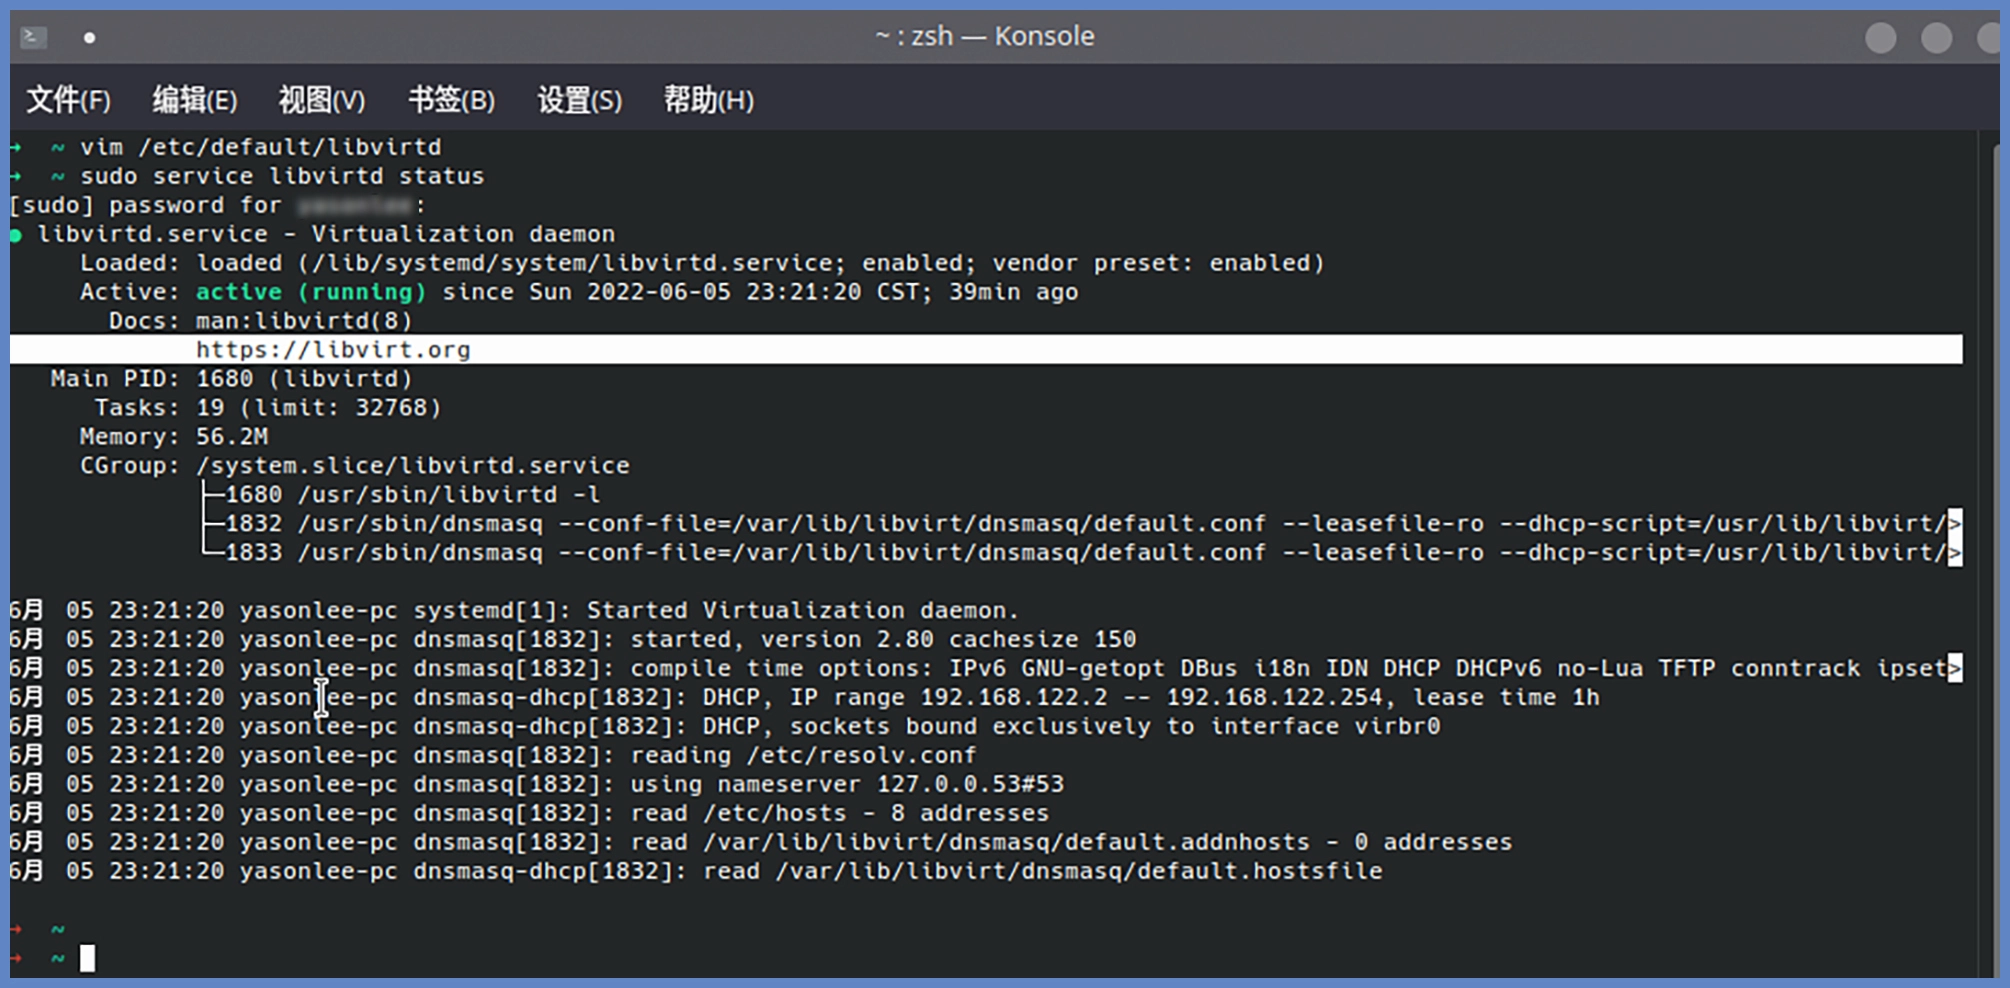 ~ : zsh — Konsole
文件(F) 编辑(E) 视图(V) 书签(B) 设置(S) 帮助(H)
→ ~ vim /etc/default/libvirtd
→ ~ sudo service libvirtd status
[sudo] password for :
● libvirtd.service - Virtualization daemon
Loaded: loaded (/lib/systemd/system/libvirtd.service; enabled; vendor preset: enabled)
Active: active (running) since Sun 2022-06-05 23:21:20 CST; 39min ago
Docs: man:libvirtd(8)
https://libvirt.org
Main PID: 1680 (libvirtd)
Tasks: 19 (limit: 32768)
Memory: 56.2M
CGroup: /system.slice/libvirtd.service
├─1680 /usr/sbin/libvirtd -l
├─1832 /usr/sbin/dnsmasq --conf-file=/var/lib/libvirt/dnsmasq/default.conf --leasefile-ro --dhcp-script=/usr/lib/libvirt/>
└─1833 /usr/sbin/dnsmasq --conf-file=/var/lib/libvirt/dnsmasq/default.conf --leasefile-ro --dhcp-script=/usr/lib/libvirt/>
6月 05 23:21:20 yasonlee-pc systemd[1]: Started Virtualization daemon.
6月 05 23:21:20 yasonlee-pc dnsmasq[1832]: started, version 2.80 cachesize 150
6月 05 23:21:20 yasonlee-pc dnsmasq[1832]: compile time options: IPv6 GNU-getopt DBus i18n IDN DHCP DHCPv6 no-Lua TFTP conntrack ipset>
6月 05 23:21:20 yasonlee-pc dnsmasq-dhcp[1832]: DHCP, IP range 192.168.122.2 -- 192.168.122.254, lease time 1h
6月 05 23:21:20 yasonlee-pc dnsmasq-dhcp[1832]: DHCP, sockets bound exclusively to interface virbr0
6月 05 23:21:20 yasonlee-pc dnsmasq[1832]: reading /etc/resolv.conf
6月 05 23:21:20 yasonlee-pc dnsmasq[1832]: using nameserver 127.0.0.53#53
6月 05 23:21:20 yasonlee-pc dnsmasq[1832]: read /etc/hosts - 8 addresses
6月 05 23:21:20 yasonlee-pc dnsmasq[1832]: read /var/lib/libvirt/dnsmasq/default.addnhosts - 0 addresses
6月 05 23:21:20 yasonlee-pc dnsmasq-dhcp[1832]: read /var/lib/libvirt/dnsmasq/default.hostsfile
→ ~
→ ~